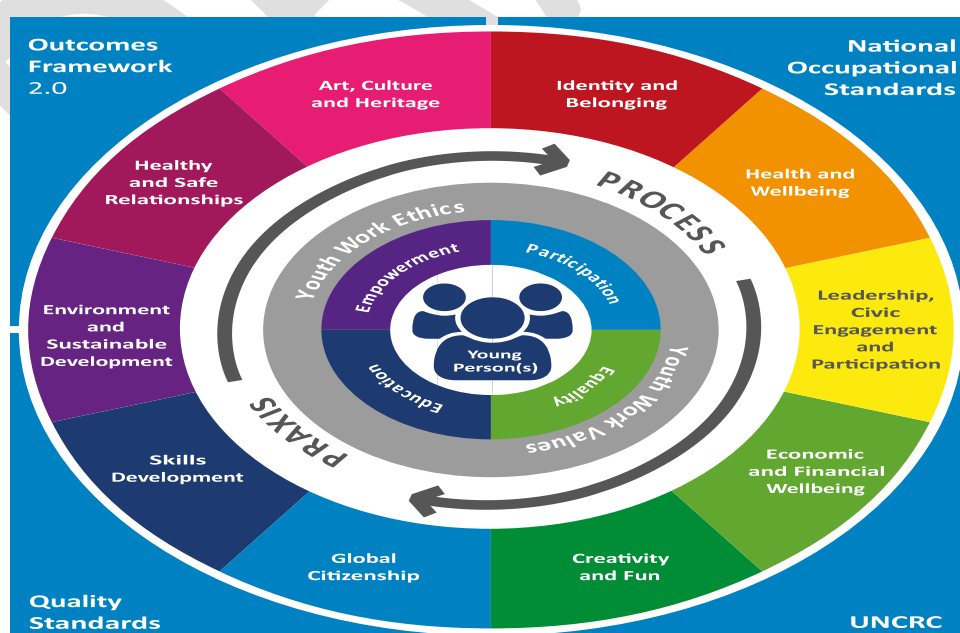 Outcomes
Framework
2.0
National
Occupational
Standards
Art, Culture
and Heritage
Identity and
Belonging
Healthy
and Safe
Relationships
Health and
Wellbeing
PROCESS
Youth Work Ethics
Empowerment
Participation
Environment
and
Sustainable
Development
Leadership,
Civic
Engagement
and
Participation
Young
Person(s)
Education
Equality
Youth Work Values
PRAXIS
Skills
Development
Economic
and Financial
Wellbeing
Global
Citizenship
Creativity
and Fun
Quality
Standards
UNCRC